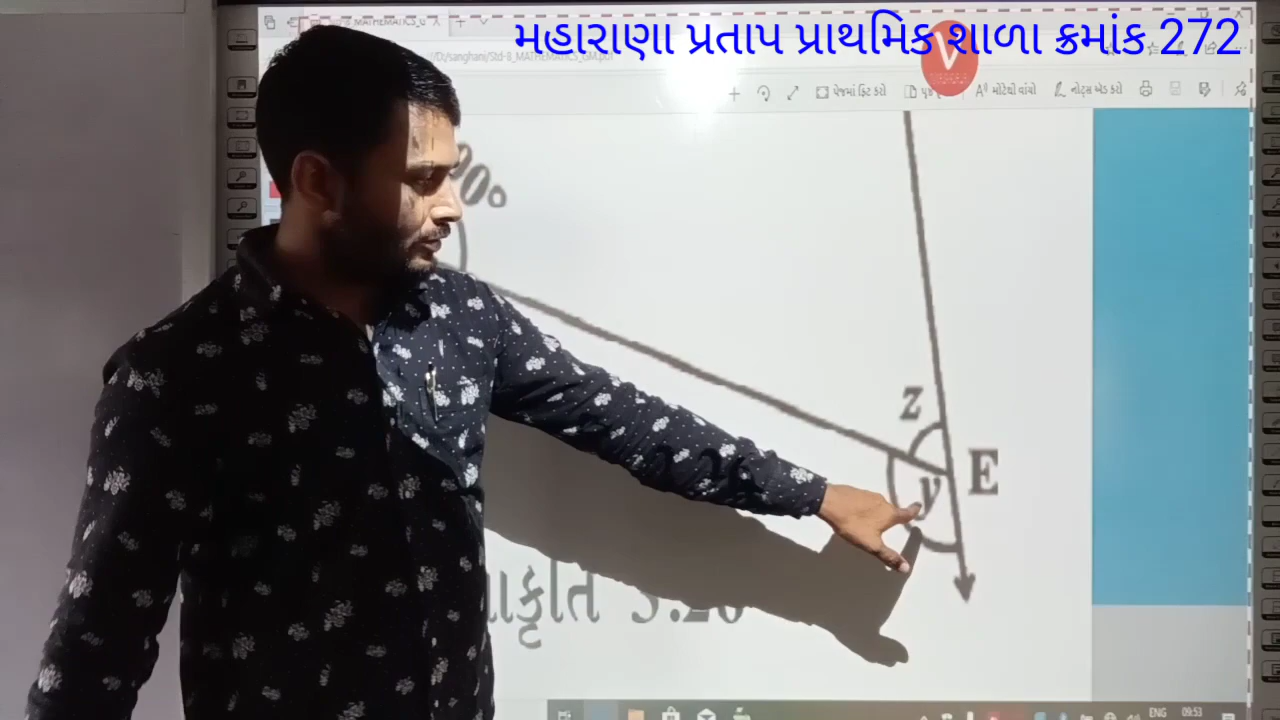 મહારાણા પ્રતાપ પ્રાથમિક શાળા ક્રમાંક 272
V
પેજમાં ફિટ કરો
મોટેથી વાંચો
નોટ્સ એડ કરો
90°
z
E
y
ENG 09:53